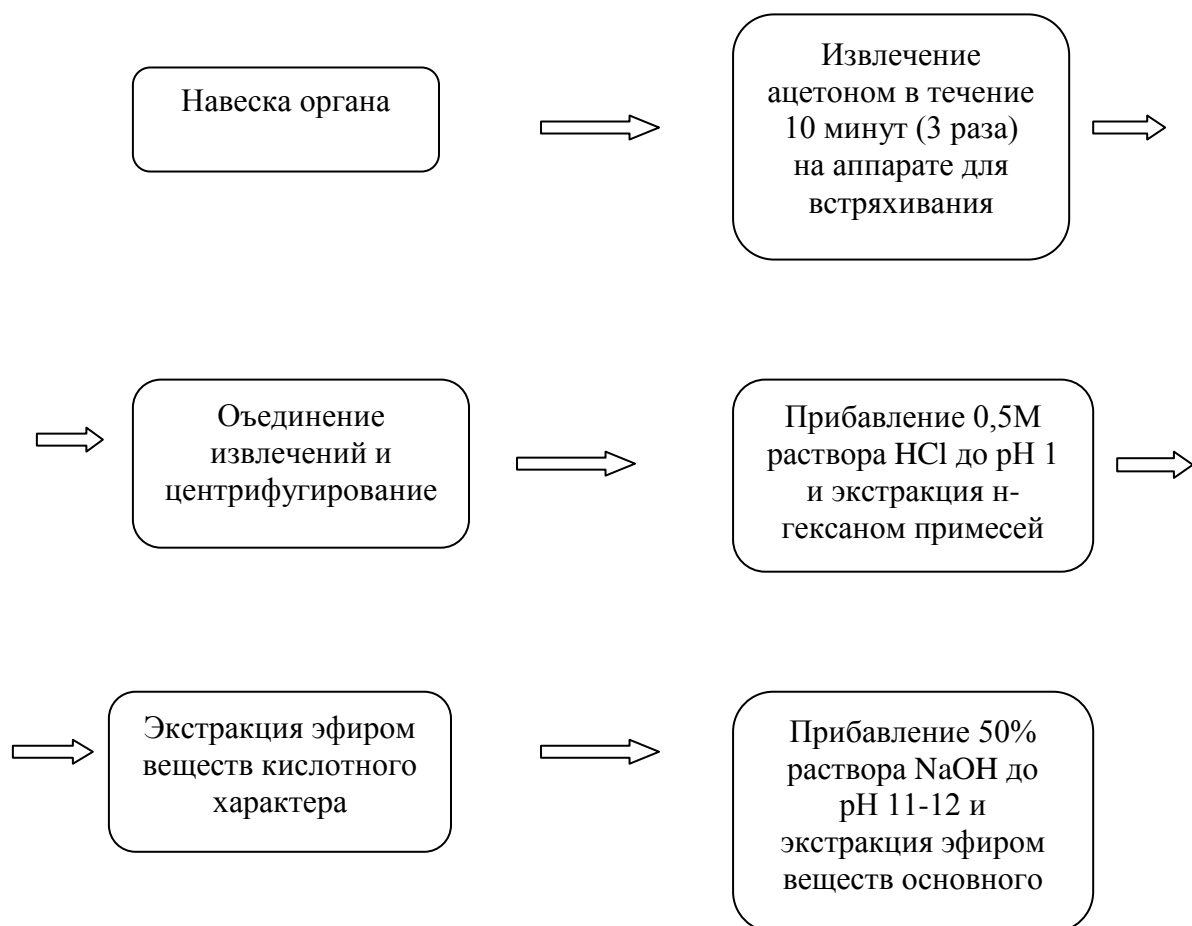 Навеска органа
Извлечение
ацетоном в течение
10 минут (3 раза)
на аппарате для
встряхивания
Оъединение
извлечений и
центрифугирование
Прибавление 0,5М
раствора HCl до рН 1
и экстракция н-
гексаном примесей
Экстракция эфиром
веществ кислотного
характера
Прибавление 50%
раствора NaOH до
рН 11-12 и
экстракция эфиром
веществ основного